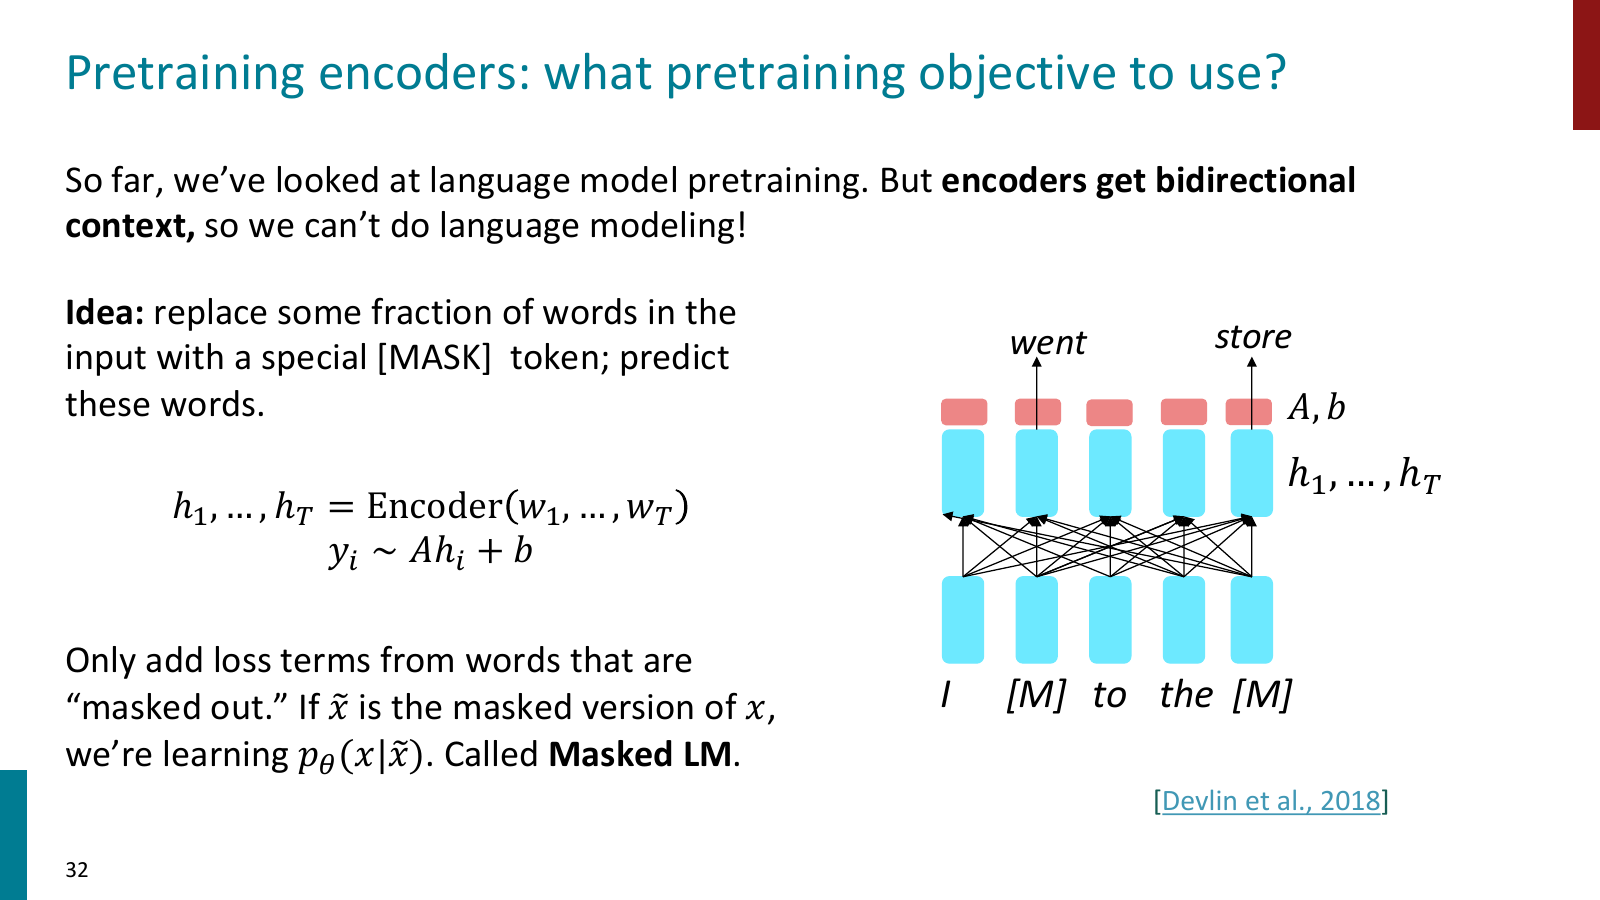 Pretraining encoders: what pretraining objective to use?
So far, we’ve looked at language model pretraining. But encoders get bidirectional
context, so we can’t do language modeling!
Idea: replace some fraction of words in the
input with a special [MASK] token; predict
these words.
ℎ₁, … , ℎ_T = Encoder(w₁, … , w_T)
yᵢ ∼ Aℎᵢ + b
Only add loss terms from words that are
“masked out.” If x̃ is the masked version of x,
we’re learning p_θ(x|x̃). Called Masked LM.
went store
A, b
ℎ₁, … , ℎ_T
I [M] to the [M]
[Devlin et al., 2018]
32